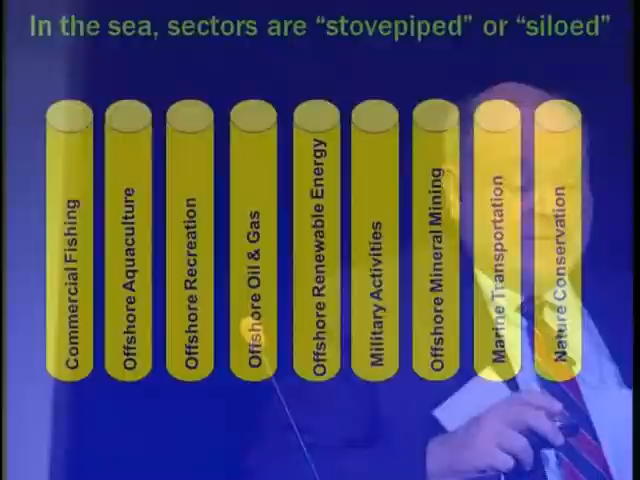 In the sea, sectors are “stovepiped” or “siloed”
Commercial Fishing
Offshore Aquaculture
Offshore Recreation
Offshore Oil & Gas
Offshore Renewable Energy
Military Activities
Offshore Mineral Mining
Marine Transportation
Nature Conservation